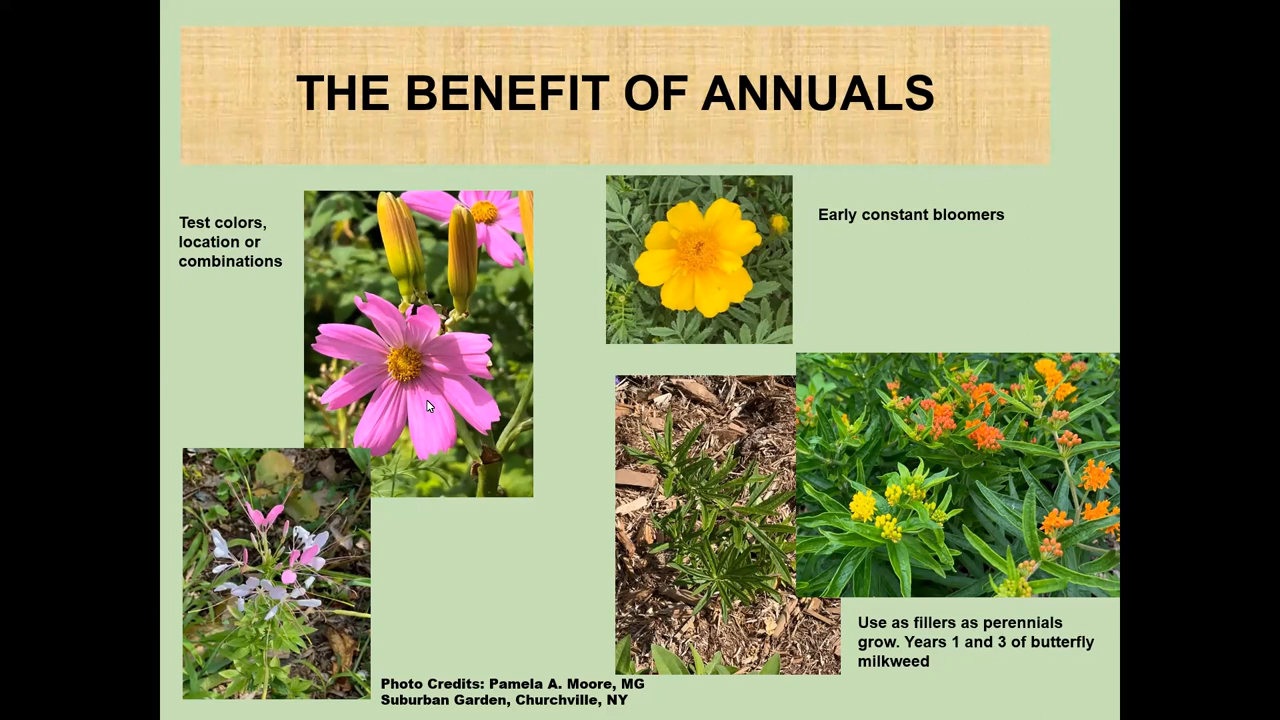 THE BENEFIT OF ANNUALS
Test colors,
location or
combinations
Early constant bloomers
Use as fillers as perennials
grow. Years 1 and 3 of butterfly
milkweed
Photo Credits: Pamela A. Moore, MG
Suburban Garden, Churchville, NY